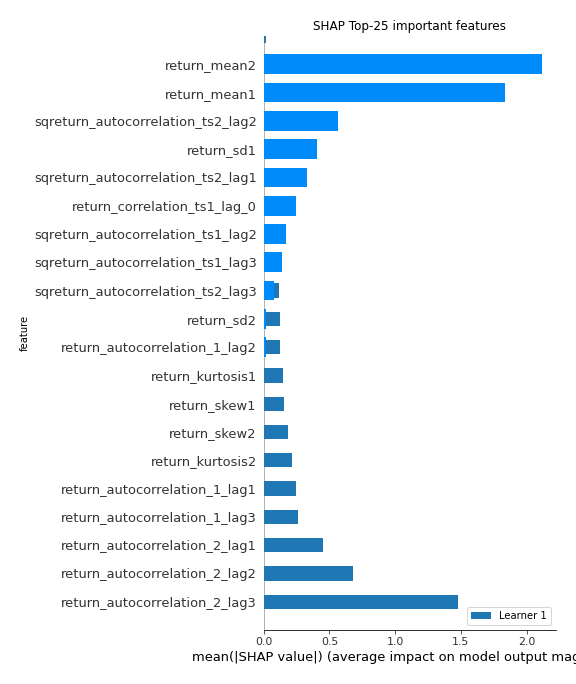 SHAP Top-25 important features
return_mean2
return_mean1
sqreturn_autocorrelation_ts2_lag2
return_sd1
sqreturn_autocorrelation_ts2_lag1
return_correlation_ts1_lag_0
sqreturn_autocorrelation_ts1_lag2
sqreturn_autocorrelation_ts1_lag3
sqreturn_autocorrelation_ts2_lag3
return_sd2
return_autocorrelation_1_lag2
return_kurtosis1
return_skew1
return_skew2
return_kurtosis2
return_autocorrelation_1_lag1
return_autocorrelation_1_lag3
return_autocorrelation_2_lag1
return_autocorrelation_2_lag2
return_autocorrelation_2_lag3
feature
Learner 1
0.0 0.5 1.0 1.5 2.0
mean(|SHAP value|) (average impact on model output mag